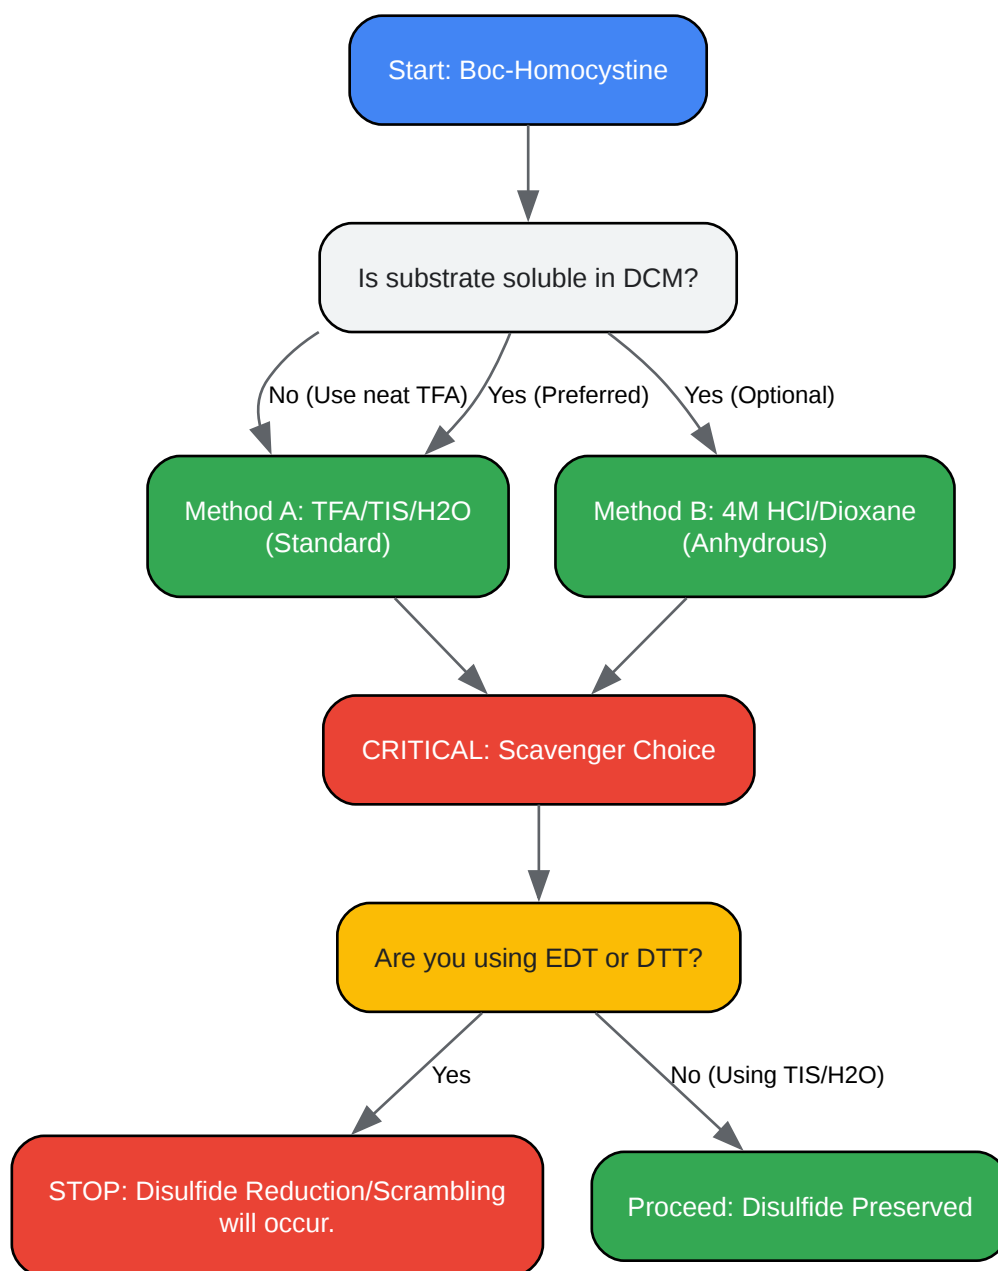 Start: Boc-Homocystine
Is substrate soluble in DCM?
No (Use neat TFA)
Yes (Preferred)
Yes (Optional)
Method A: TFA/TIS/H2O
(Standard)
Method B: 4M HCl/Dioxane
(Anhydrous)
CRITICAL: Scavenger Choice
Are you using EDT or DTT?
Yes
No (Using TIS/H2O)
STOP: Disulfide Reduction/Scrambling
will occur.
Proceed: Disulfide Preserved